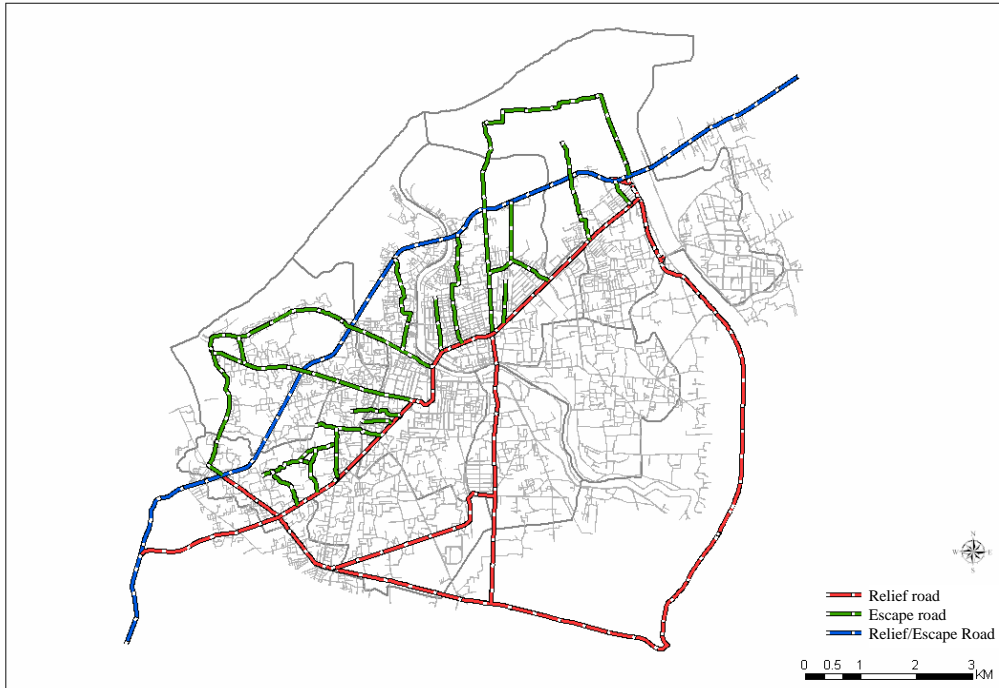 N
W E
S
Relief road
Escape road
Relief/Escape Road
0 0.5 1 2 3
KM